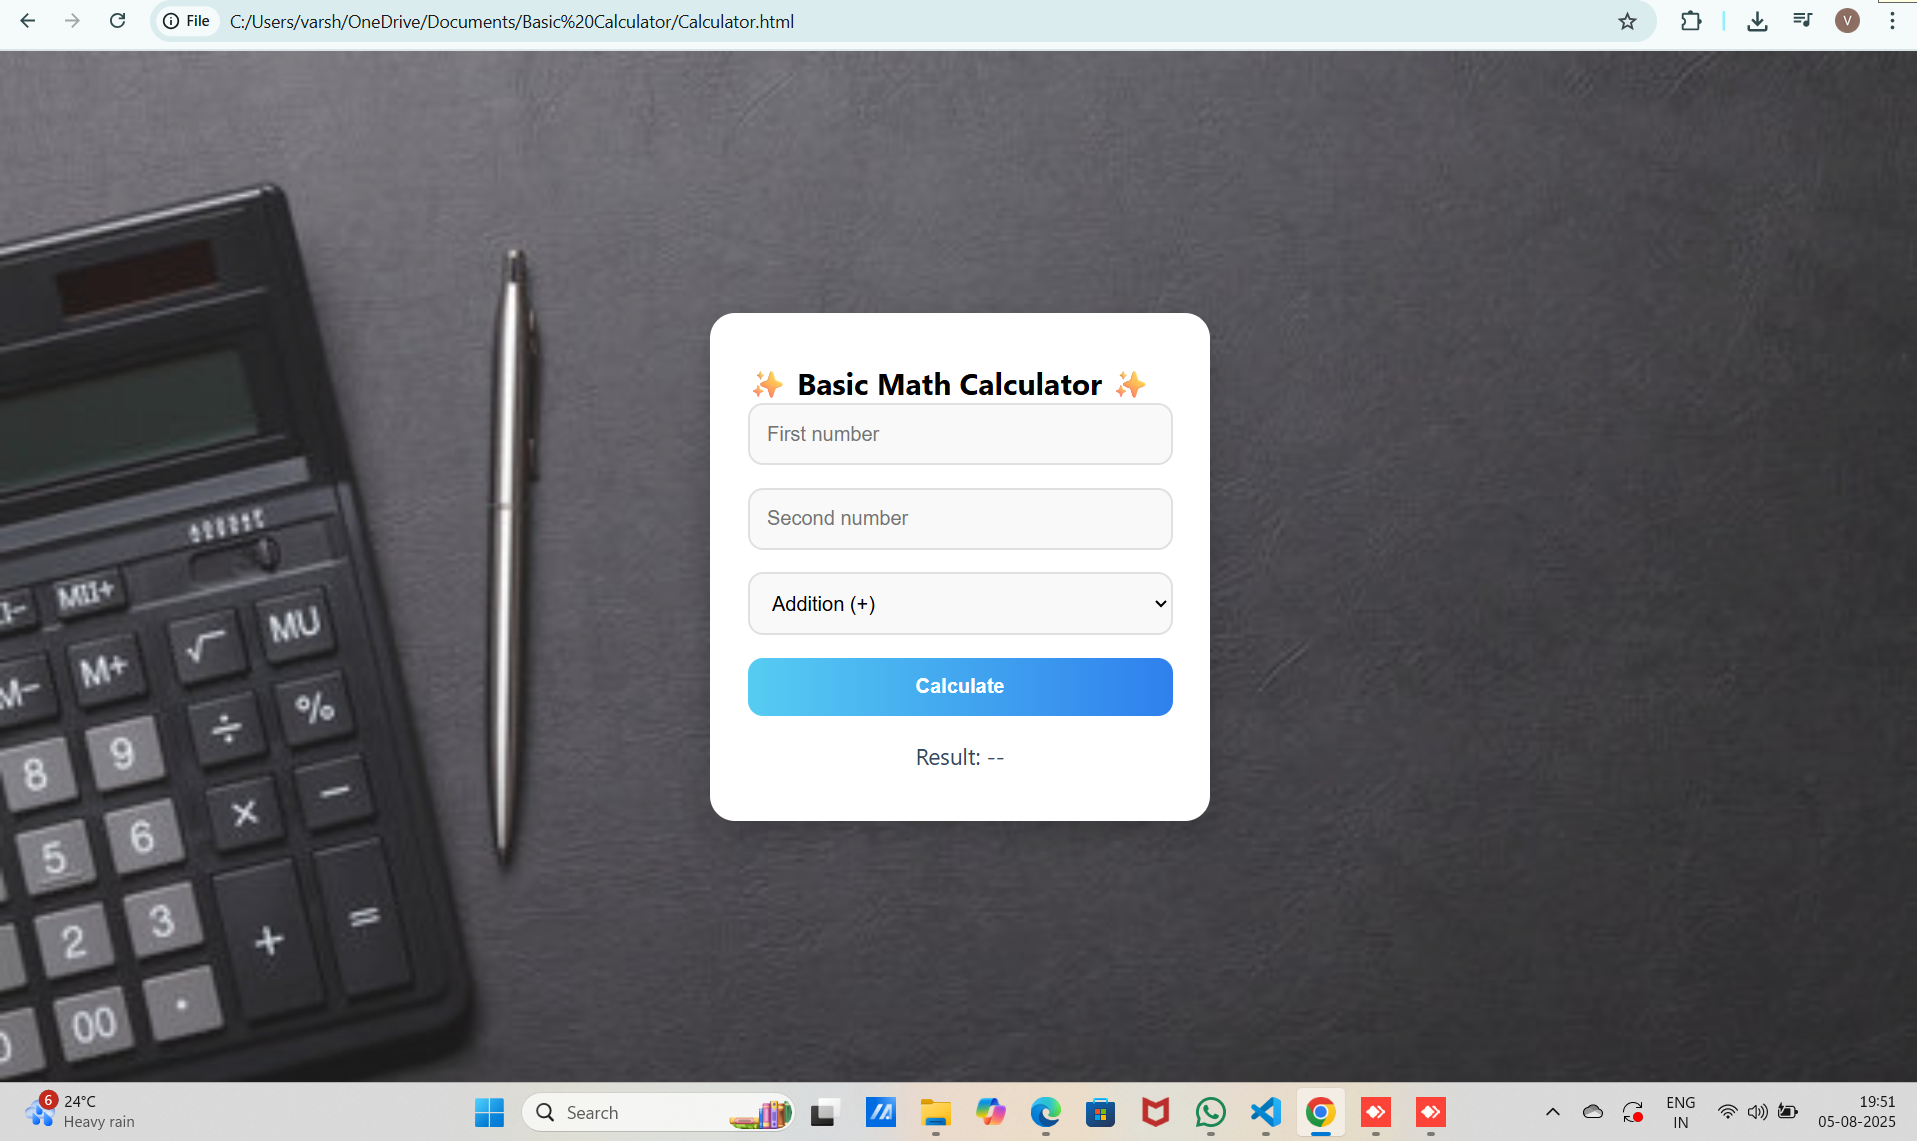 File
C:/Users/varsh/OneDrive/Documents/Basic%20Calculator/Calculator.html
V
✨ Basic Math Calculator ✨
First number
Second number
Addition (+)
Calculate
Result: --
MII+
MU
M+
M−
√
÷
%
8
9
×
−
5
6
2
3
+
=
00
.
6
24°C
Heavy rain
Search
ENG
IN
19:51
05-08-2025